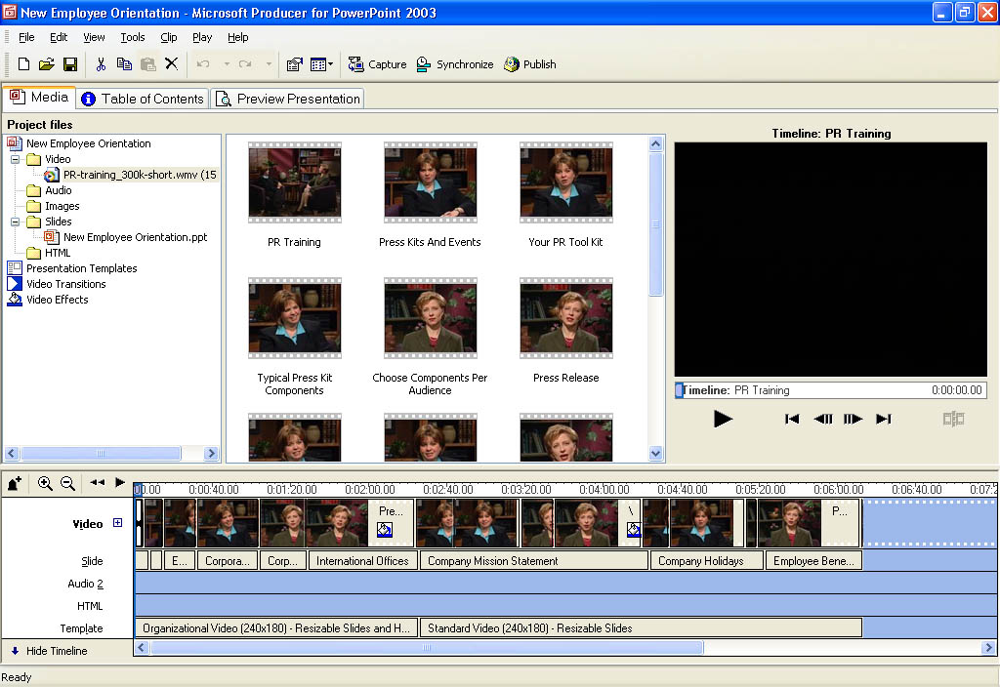 New Employee Orientation - Microsoft Producer for PowerPoint 2003
File Edit View Tools Clip Play Help
Capture Synchronize Publish
Media Table of Contents Preview Presentation
Project files
New Employee Orientation
Video
PR-training_300k-short.wmv (15
Audio
Images
Slides
New Employee Orientation.ppt
HTML
Presentation Templates
Video Transitions
Video Effects
PR Training Press Kits And Events Your PR Tool Kit
Typical Press Kit Components
Choose Components Per Audience
Press Release
Timeline: PR Training
Timeline: PR Training 0:00:00.00
00.00 0:00:40.00 0:01:20.00 0:02:00.00 0:02:40.00 0:03:20.00 0:04:00.00 0:04:40.00 0:05:20.00 0:06:00.00 0:06:40.00 0:07:2
Video Pre... \ P...
Slide E... Corpora... Corp... International Offices Company Mission Statement Company Holidays Employee Bene...
Audio 2
HTML
Template Organizational Video (240x180) - Resizable Slides and H... Standard Video (240x180) - Resizable Slides
Hide Timeline
Ready